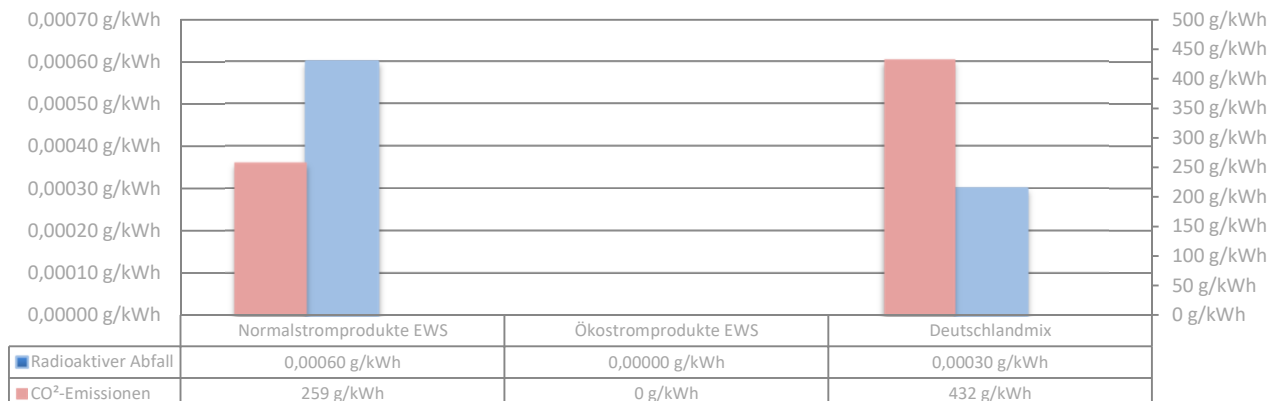 0,00070 g/kWh
0,00060 g/kWh
0,00050 g/kWh
0,00040 g/kWh
0,00030 g/kWh
0,00020 g/kWh
0,00010 g/kWh
0,00000 g/kWh
500 g/kWh
450 g/kWh
400 g/kWh
350 g/kWh
300 g/kWh
250 g/kWh
200 g/kWh
150 g/kWh
100 g/kWh
50 g/kWh
0 g/kWh
Normalstromprodukte EWS Ökostromprodukte EWS Deutschlandmix
Radioaktiver Abfall 0,00060 g/kWh 0,00000 g/kWh 0,00030 g/kWh
CO²-Emissionen 259 g/kWh 0 g/kWh 432 g/kWh